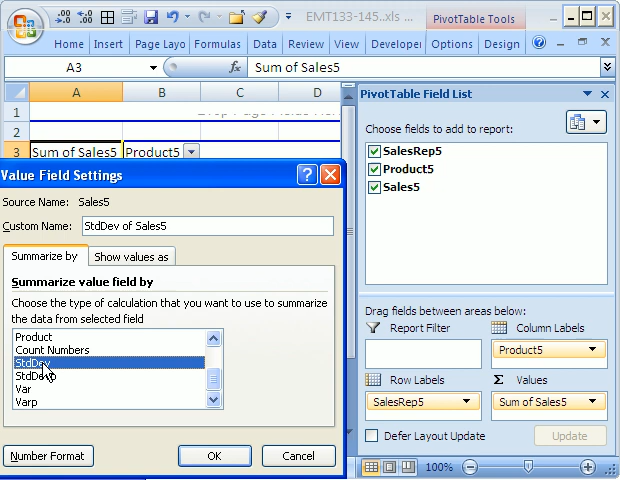 EMT133-145..xls
PivotTable Tools
Home Insert Page Layo Formulas Data Review View Developer Options Design
A3 fx Sum of Sales5
A B C D
PivotTable Field List
1
Choose fields to add to report:
2
3 Sum of Sales5 Product5
SalesRep5
Product5
Sales5
Value Field Settings
Source Name: Sales5
Custom Name: StdDev of Sales5
Summarize by Show values as
Summarize value field by
Choose the type of calculation that you want to use to summarize
the data from selected field
Product
Count Numbers
StdDev
StdDevp
Var
Varp
Number Format OK Cancel
Drag fields between areas below:
Report Filter Column Labels
Product5
Row Labels Σ Values
SalesRep5 Sum of Sales5
Defer Layout Update Update
100%